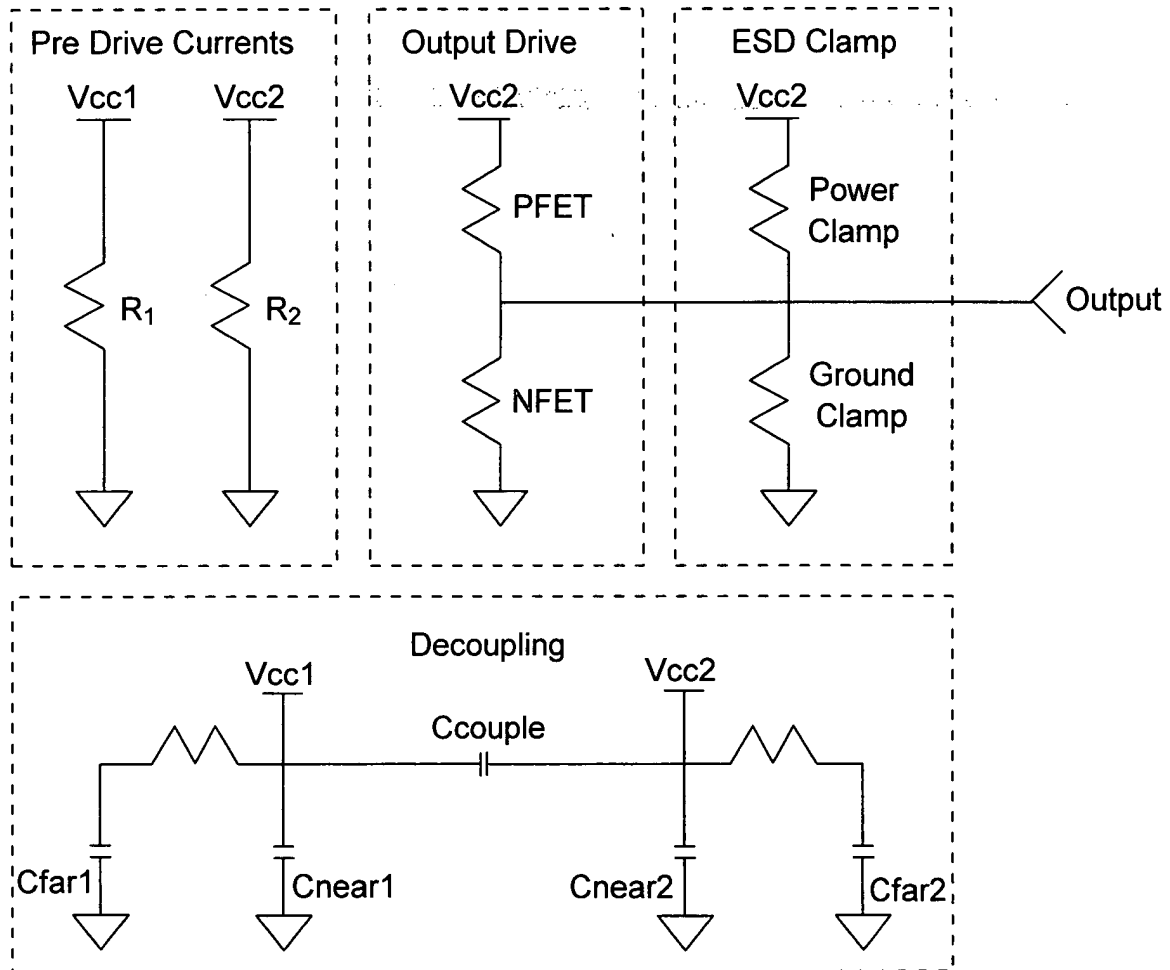 Pre Drive Currents
Vcc1
Vcc2
R1
R2
Output Drive
Vcc2
PFET
NFET
ESD Clamp
Vcc2
Power
Clamp
Ground
Clamp
Output
Decoupling
Vcc1
Vcc2
Ccouple
Cfar1
Cnear1
Cnear2
Cfar2